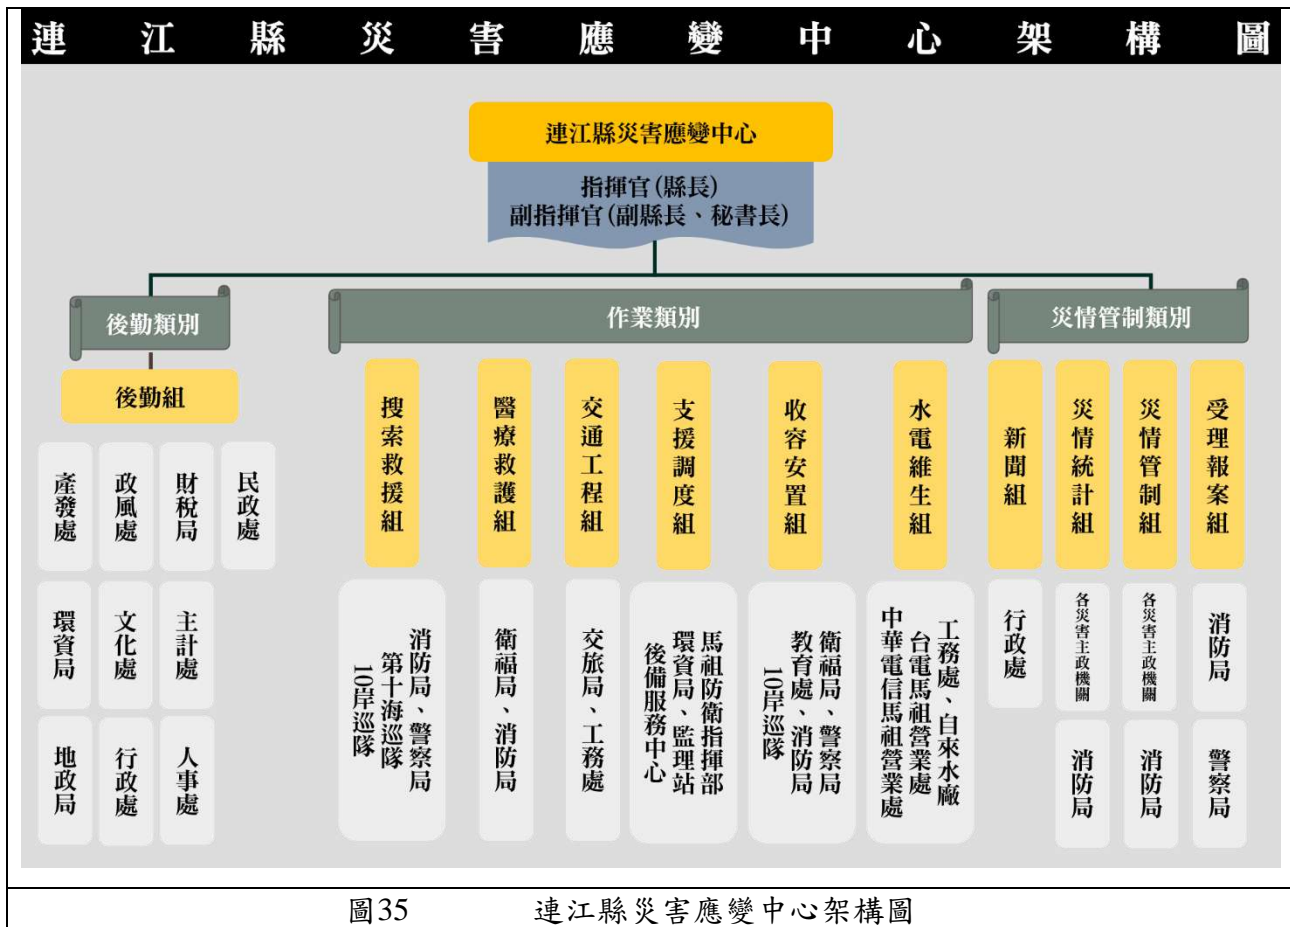 連江縣災害應變中心架構圖
連江縣災害應變中心
指揮官(縣長)
副指揮官(副縣長、秘書長)
後勤類別
作業類別
災情管制類別
後勤組
產發處
政風處
財稅局
民政處
環資局
文化處
主計處
地政局
行政處
人事處
搜索救援組
消防局、警察局
第十海巡隊
10岸巡隊
醫療救護組
衛福局、消防局
交通工程組
交旅局、工務處
支援調度組
馬祖防衛指揮部
環資局、監理站
後備服務中心
收容安置組
衛福局、警察局
教育處、消防局
10岸巡隊
水電維生組
工務處、自來水廠
台電馬祖營業處
中華電信馬祖營業處
新聞組
行政處
災情統計組
各災害主政機關
消防局
災情管制組
各災害主政機關
消防局
受理報案組
消防局
警察局
圖35 連江縣災害應變中心架構圖